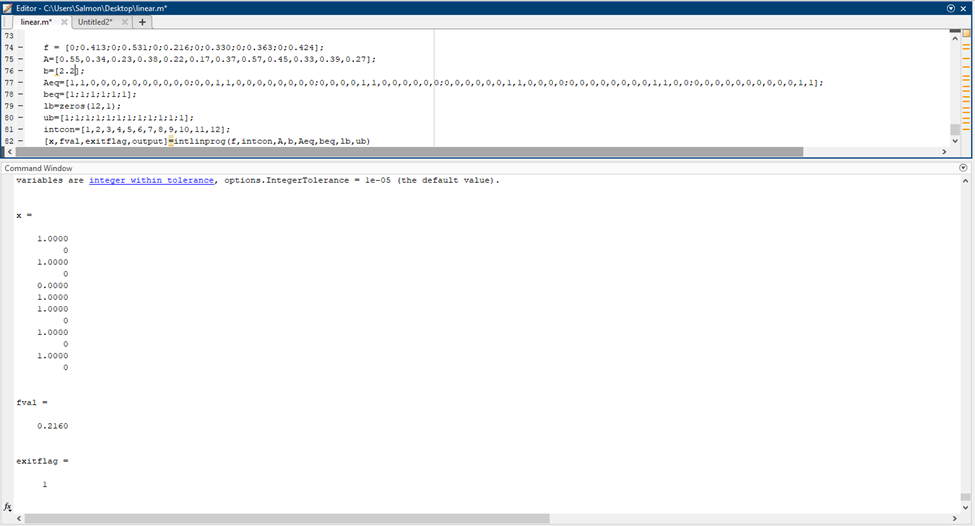 Editor - C:\Users\Salmon\Desktop\linear.m*
linear.m* Untitled2* +
73
74 - f = [0;0.413;0;0.531;0;0.216;0;0.330;0;0.363;0;0.424];
75 - A=[0.55,0.34,0.23,0.38,0.22,0.17,0.37,0.57,0.45,0.33,0.39,0.27];
76 - b=[2.2];
77 - Aeq=[1,1,0,0,0,0,0,0,0,0,0,0;0,0,1,1,0,0,0,0,0,0,0,0;0,0,0,0,1,1,0,0,0,0,0,0;0,0,0,0,0,0,1,1,0,0,0,0;0,0,0,0,0,0,0,0,1,1,0,0;0,0,0,0,0,0,0,0,0,0,1,1];
78 - beq=[1;1;1;1;1;1];
79 - lb=zeros(12,1);
80 - ub=[1;1;1;1;1;1;1;1;1;1;1;1];
81 - intcon=[1,2,3,4,5,6,7,8,9,10,11,12];
82 - [x,fval,exitflag,output]=intlinprog(f,intcon,A,b,Aeq,beq,lb,ub)
Command Window
variables are integer within tolerance, options.IntegerTolerance = 1e-05 (the default value).
x =
1.0000
0
1.0000
0
0.0000
1.0000
1.0000
0
1.0000
0
1.0000
0
fval =
0.2160
exitflag =
1
fx